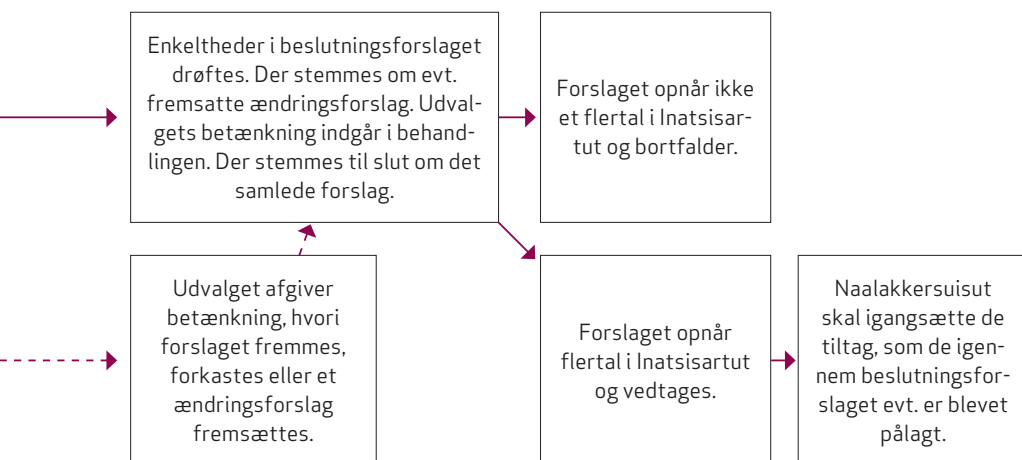 Enkeltheder i beslutningsforslaget
drøftes. Der stemmes om evt.
fremsatte ændringsforslag. Udval-
gets betænkning indgår i behand-
lingen. Der stemmes til slut om det
samlede forslag.
Forslaget opnår ikke
et flertal i Inatsisar-
tut og bortfalder.
Udvalget afgiver
betænkning, hvori
forslaget fremmes,
forkastes eller et
ændringsforslag
fremsættes.
Forslaget opnår
flertal i Inatsisartut
og vedtages.
Naalakkersuisut
skal igangsætte de
tiltag, som de igen-
nem beslutningsfor-
slaget evt. er blevet
pålagt.